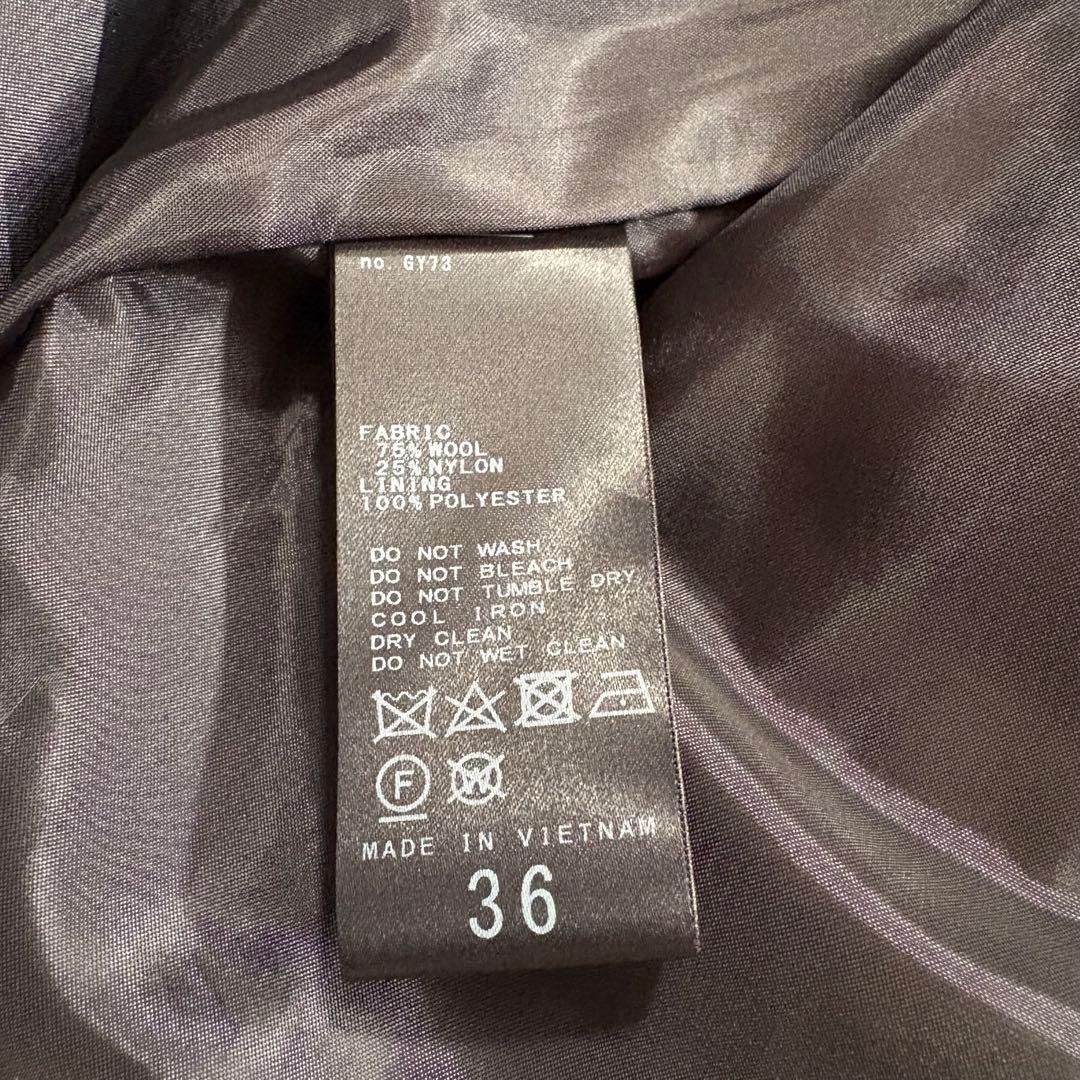 no. GY73
FABRIC
75% WOOL
25% NYLON
LINING
100% POLYESTER
DO NOT WASH
DO NOT BLEACH
DO NOT TUMBLE DRY
COOL IRON
DRY CLEAN
DO NOT WET CLEAN
F W
MADE IN VIETNAM
36